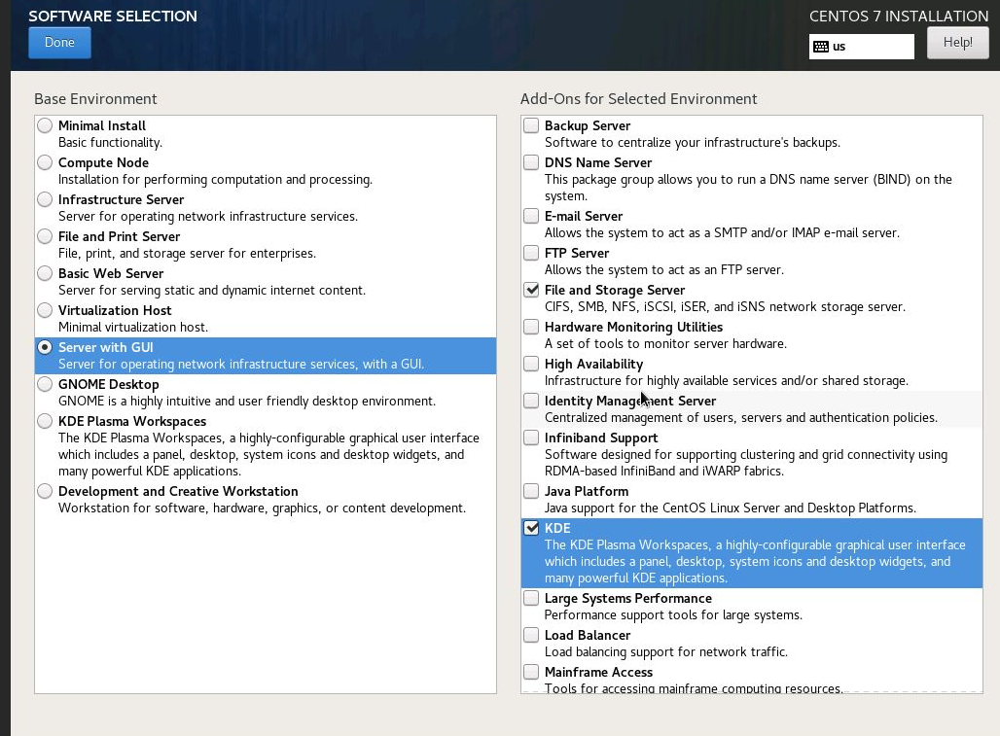 SOFTWARE SELECTION
CENTOS 7 INSTALLATION
Done
us
Help!
Base Environment
Minimal Install
Basic functionality.
Compute Node
Installation for performing computation and processing.
Infrastructure Server
Server for operating network infrastructure services.
File and Print Server
File, print, and storage server for enterprises.
Basic Web Server
Server for serving static and dynamic internet content.
Virtualization Host
Minimal virtualization host.
Server with GUI
Server for operating network infrastructure services, with a GUI.
GNOME Desktop
GNOME is a highly intuitive and user friendly desktop environment.
KDE Plasma Workspaces
The KDE Plasma Workspaces, a highly-configurable graphical user interface
which includes a panel, desktop, system icons and desktop widgets, and
many powerful KDE applications.
Development and Creative Workstation
Workstation for software, hardware, graphics, or content development.
Add-Ons for Selected Environment
Backup Server
Software to centralize your infrastructure's backups.
DNS Name Server
This package group allows you to run a DNS name server (BIND) on the
system.
E-mail Server
Allows the system to act as a SMTP and/or IMAP e-mail server.
FTP Server
Allows the system to act as an FTP server.
File and Storage Server
CIFS, SMB, NFS, iSCSI, iSER, and iSNS network storage server.
Hardware Monitoring Utilities
A set of tools to monitor server hardware.
High Availability
Infrastructure for highly available services and/or shared storage.
Identity Management Server
Centralized management of users, servers and authentication policies.
Infiniband Support
Software designed for supporting clustering and grid connectivity using
RDMA-based InfiniBand and iWARP fabrics.
Java Platform
Java support for the CentOS Linux Server and Desktop Platforms.
KDE
The KDE Plasma Workspaces, a highly-configurable graphical user interface
which includes a panel, desktop, system icons and desktop widgets, and
many powerful KDE applications.
Large Systems Performance
Performance support tools for large systems.
Load Balancer
Load balancing support for network traffic.
Mainframe Access
Tools for accessing mainframe computing resources.